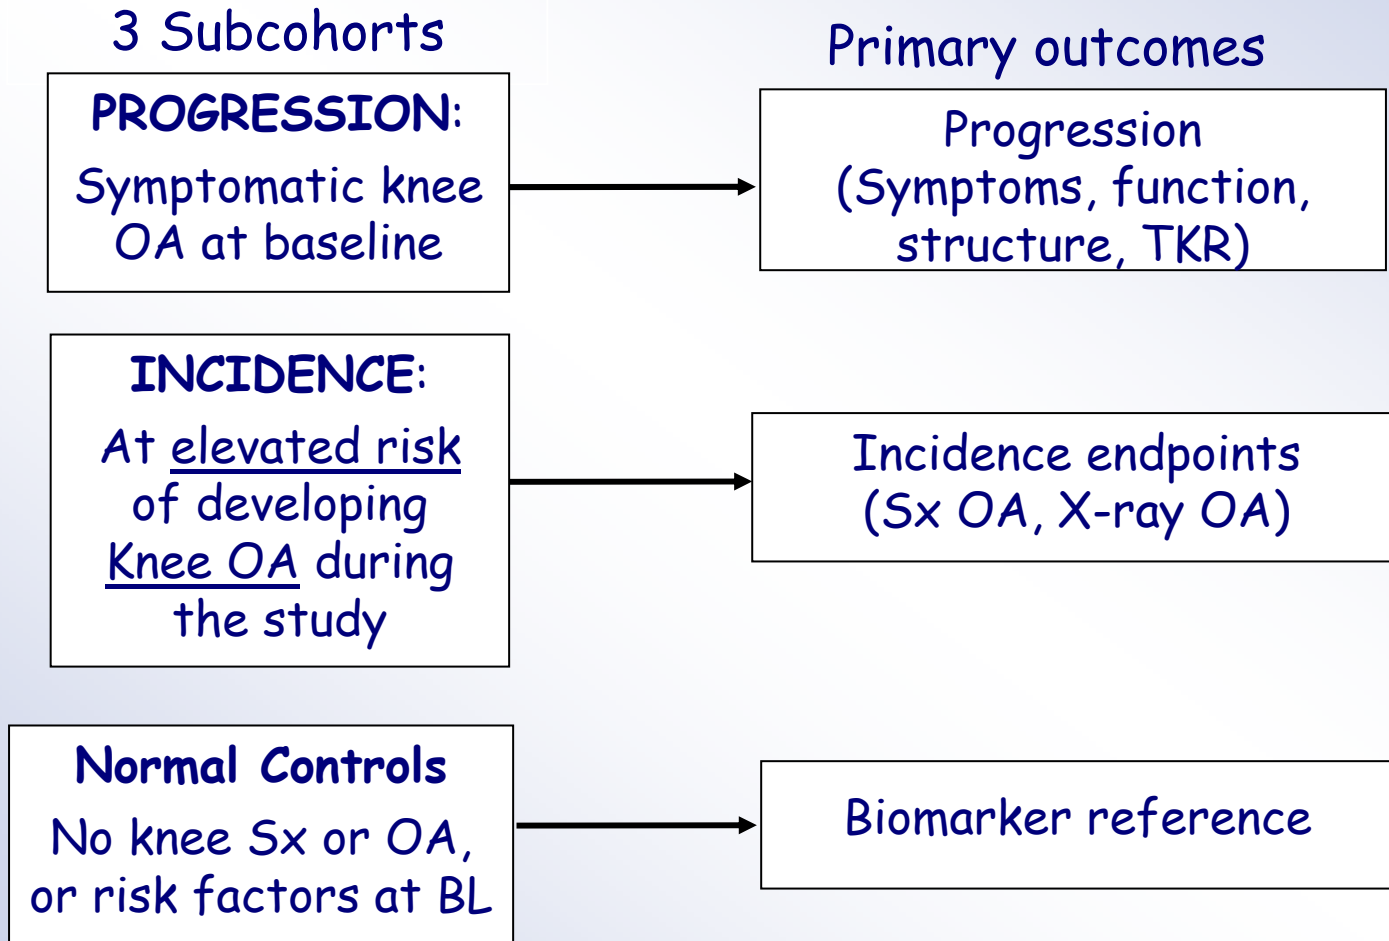 3 Subcohorts
Primary outcomes
PROGRESSION:
Symptomatic knee
OA at baseline
Progression
(Symptoms, function,
structure, TKR)
INCIDENCE:
At elevated risk
of developing
Knee OA during
the study
Incidence endpoints
(Sx OA, X-ray OA)
Normal Controls
No knee Sx or OA,
or risk factors at BL
Biomarker reference